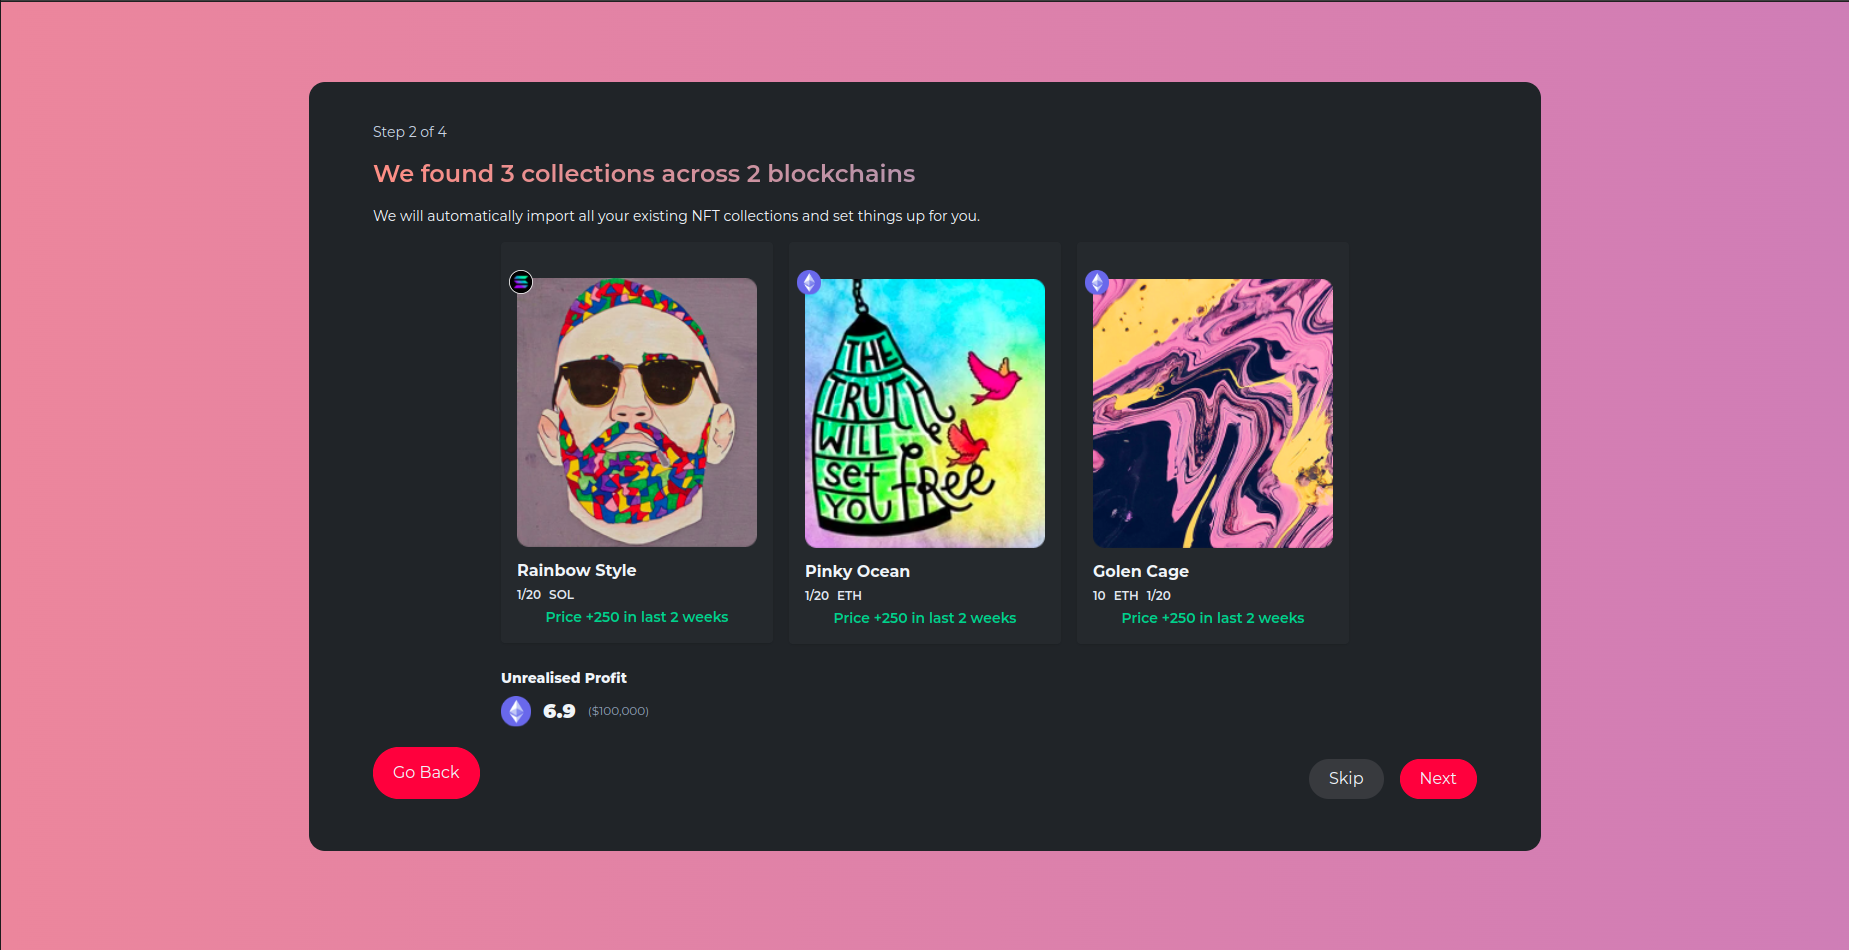 Step 2 of 4
We found 3 collections across 2 blockchains
We will automatically import all your existing NFT collections and set things up for you.
THE
TRUTH
WILL
set
YOU
fREE
Rainbow Style
1/20 SOL
Price +250 in last 2 weeks
Pinky Ocean
1/20 ETH
Price +250 in last 2 weeks
Golen Cage
10 ETH 1/20
Price +250 in last 2 weeks
Unrealised Profit
6.9 ($100,000)
Go Back
Skip
Next